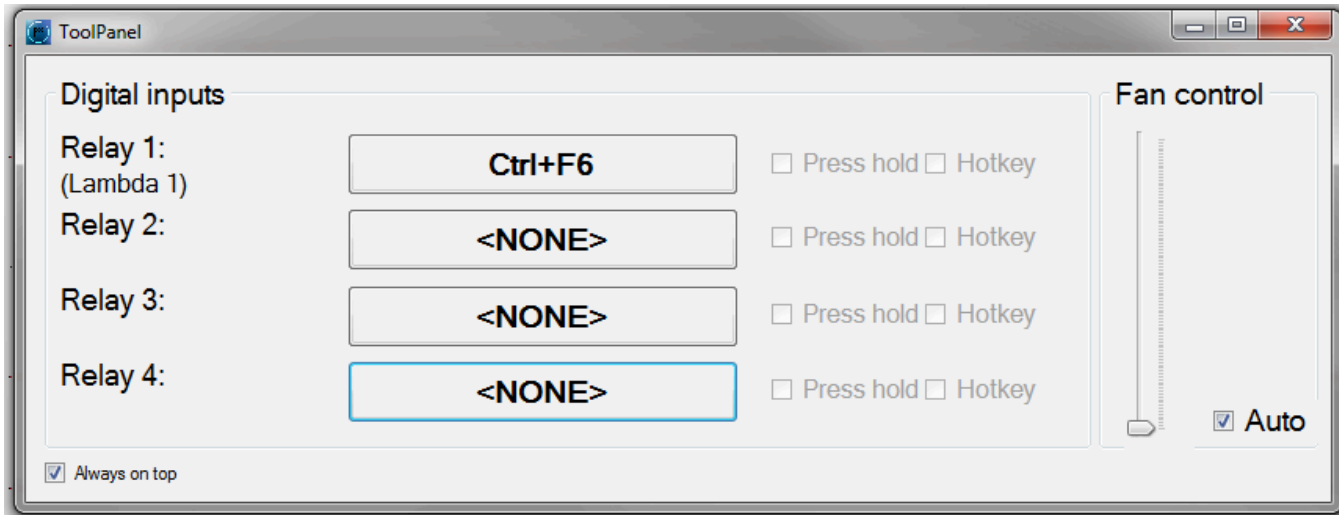 ToolPanel
Digital inputs
Fan control
Relay 1:
(Lambda 1)
Ctrl+F6
Press hold Hotkey
Relay 2:
<NONE>
Press hold Hotkey
Relay 3:
<NONE>
Press hold Hotkey
Relay 4:
<NONE>
Press hold Hotkey
Auto
Always on top